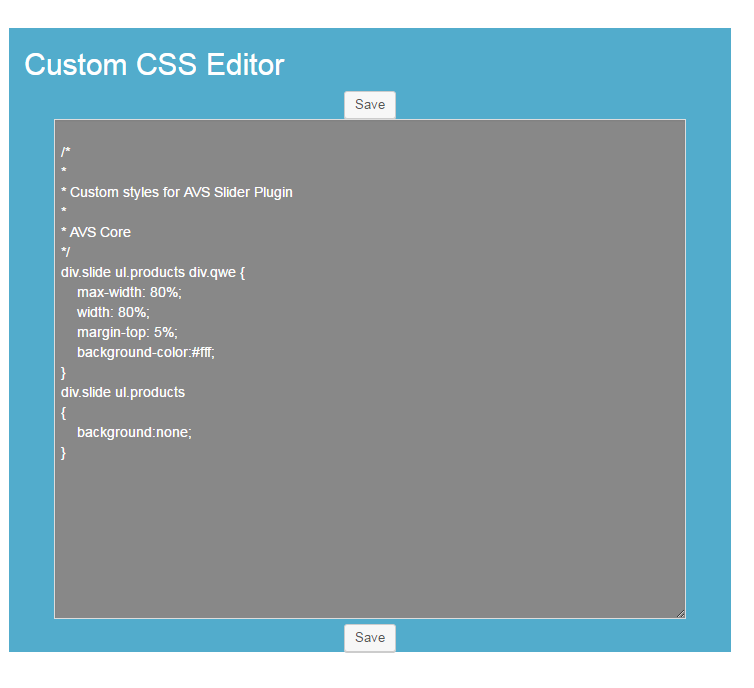 Custom CSS Editor
Save
/*
*
* Custom styles for AVS Slider Plugin
*
* AVS Core
*/
div.slide ul.products div.qwe {
    max-width: 80%;
    width: 80%;
    margin-top: 5%;
    background-color:#fff;
}
div.slide ul.products
{
    background:none;
}
Save